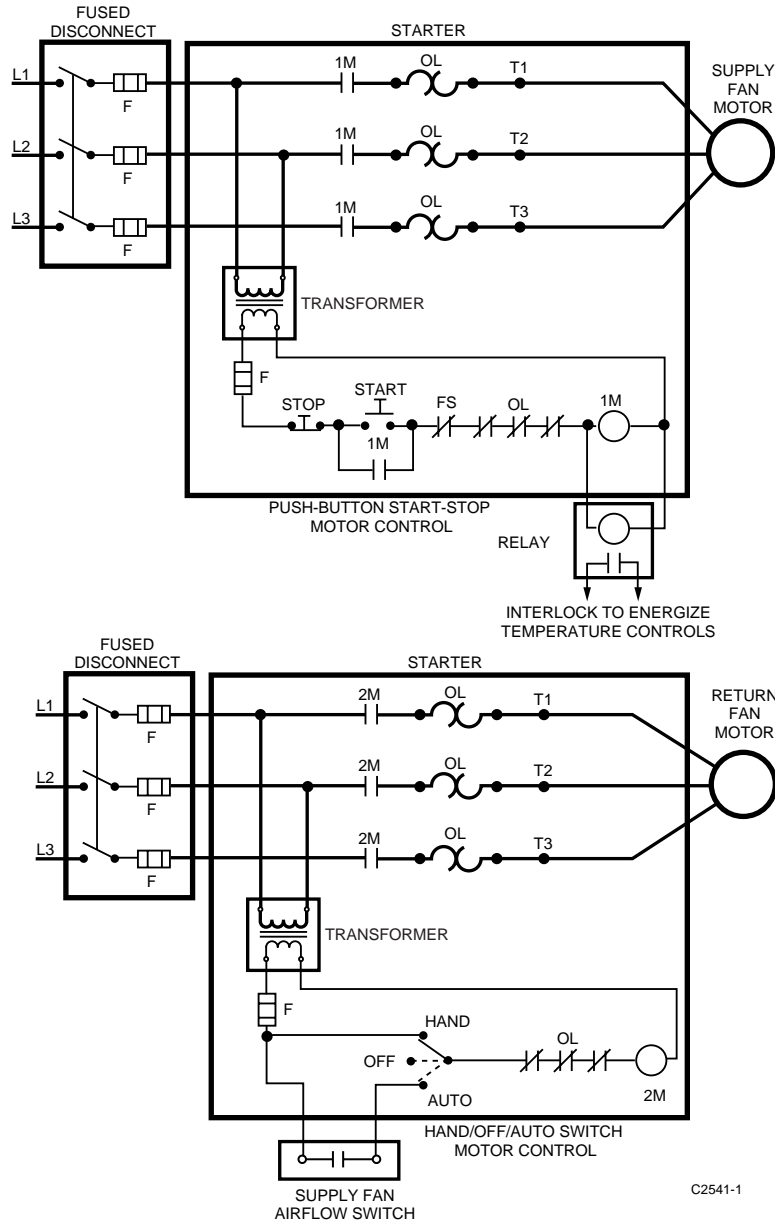 FUSED
DISCONNECT
STARTER
L1
F
1M
OL
T1
SUPPLY
FAN
MOTOR
L2
F
1M
OL
T2
L3
F
1M
OL
T3
TRANSFORMER
F
STOP
START
1M
FS
OL
1M
PUSH-BUTTON START-STOP
MOTOR CONTROL
RELAY
INTERLOCK TO ENERGIZE
TEMPERATURE CONTROLS
FUSED
DISCONNECT
STARTER
L1
F
2M
OL
T1
RETURN
FAN
MOTOR
L2
F
2M
OL
T2
L3
F
2M
OL
T3
TRANSFORMER
F
HAND
OFF
AUTO
OL
2M
HAND/OFF/AUTO SWITCH
MOTOR CONTROL
SUPPLY FAN
AIRFLOW SWITCH
C2541-1